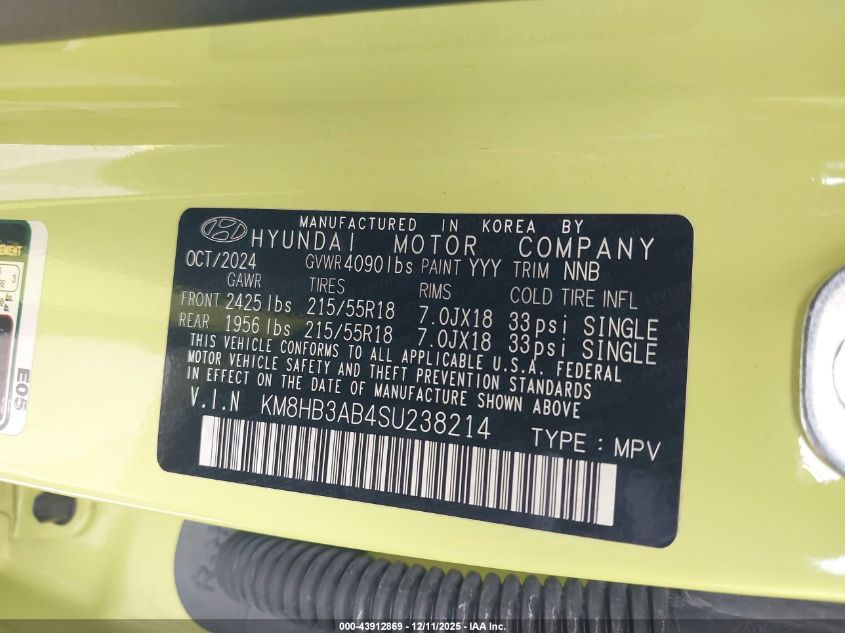 MANUFACTURED IN KOREA BY
HYUNDAI MOTOR COMPANY
OCT/2024 GVWR 4090 lbs PAINT YYY TRIM NNB
GAWR TIRES RIMS COLD TIRE INFL
FRONT 2425 lbs 215/55R18 7.0JX18 33psi SINGLE
REAR 1956 lbs 215/55R18 7.0JX18 33psi SINGLE
THIS VEHICLE CONFORMS TO ALL APPLICABLE U.S.A. FEDERAL
MOTOR VEHICLE SAFETY AND THEFT PREVENTION STANDARDS
IN EFFECT ON THE DATE OF MANUFACTURE SHOWN ABOVE
V.I.N KM8HB3AB4SU238214
TYPE : MPV
3
E05
000-43912869 - 12/11/2025 - IAA Inc.